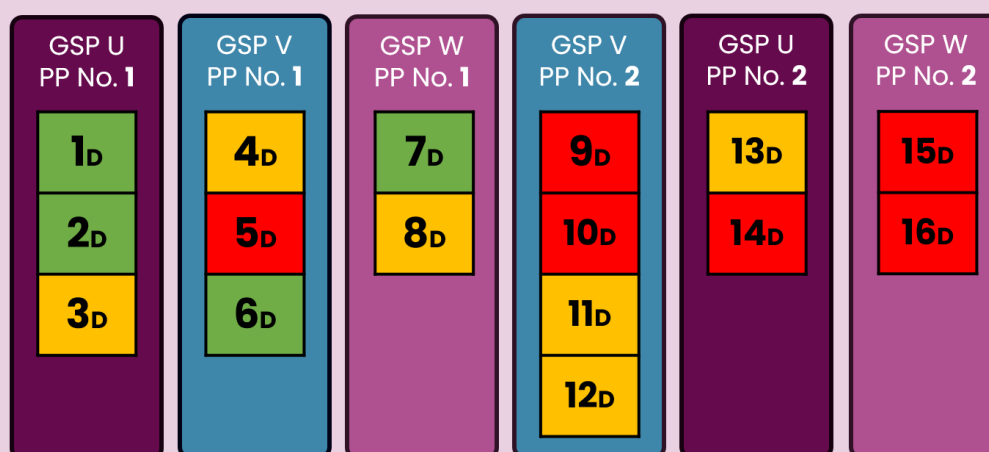 GSP U
PP No. 1
1D
2D
3D
GSP V
PP No. 1
4D
5D
6D
GSP W
PP No. 1
7D
8D
GSP V
PP No. 2
9D
10D
11D
12D
GSP U
PP No. 2
13D
14D
GSP W
PP No. 2
15D
16D